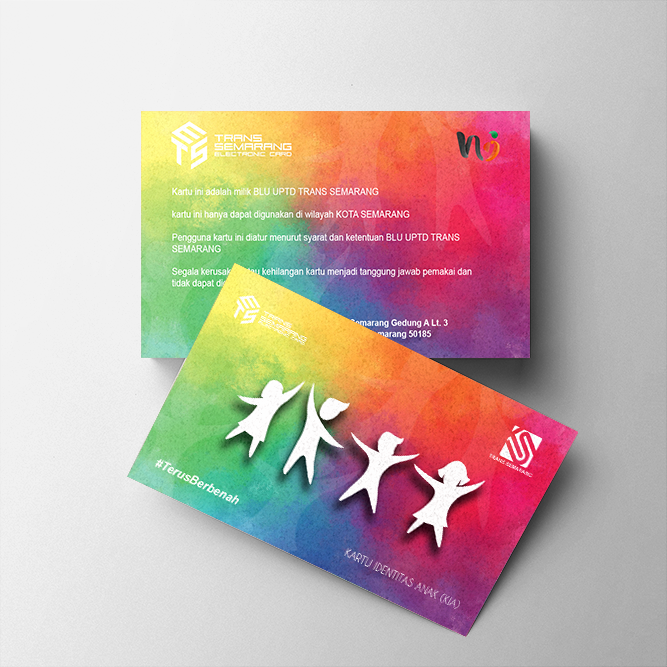 TRANS
SEMARANG
ELECTRONIC CARD
Kartu ini adalah milik BLU UPTD TRANS SEMARANG
kartu ini hanya dapat digunakan di wilayah KOTA SEMARANG
Pengguna kartu ini diatur menurut syarat dan ketentuan BLU UPTD TRANS
SEMARANG
Segala atau kehilangan kartu menjadi tanggung jawab pemakai dan
tidak dapat
Semarang Gedung A Lt. 3
50185
TRANS
SEMARANG
TRANS SEMARANG
#TerusBerbenah
KARTU IDENTITAS ANAK (KIA)